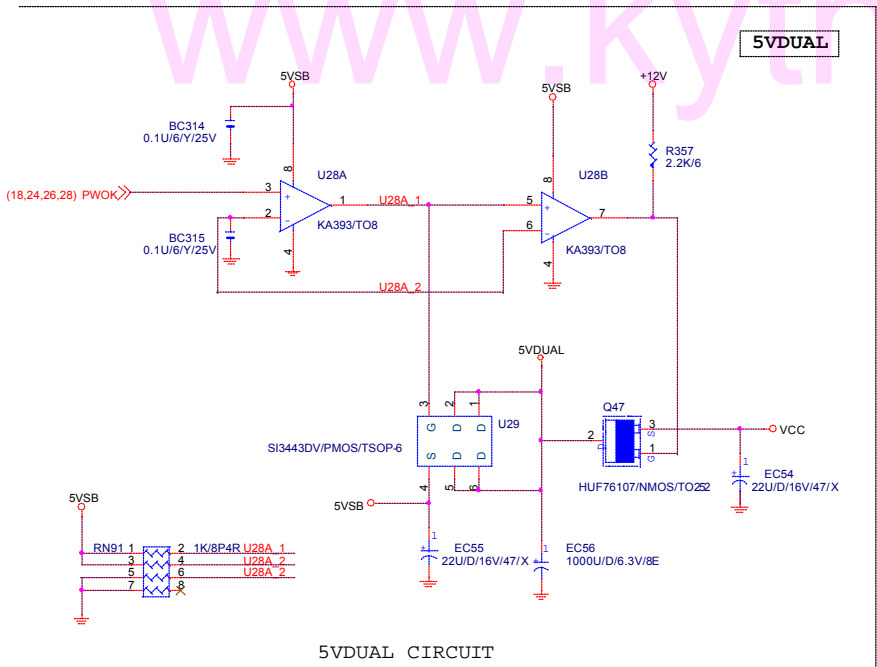 www.kyt
5VDUAL
5VSB
+12V
5VSB
BC314
0.1U/6/Y/25V
R357
2.2K/6
8
U28A
8
U28B
(18,24,26,28) PWOK
3
+
1
U28A_1
5
+
7
2
−
6
−
KA393/TO8
KA393/TO8
BC315
0.1U/6/Y/25V
4
4
U28A_2
5VDUAL
3
2
1
Q47
G
D
D
U29
3
S
VCC
2
D
SI3443DV/PMOS/TSOP-6
1
G
S
D
D
1
EC54
22U/D/16V/47/X
HUF76107/NMOS/TO252
4
5
6
5VSB
5VSB
1
EC55
22U/D/16V/47/X
1
EC56
1000U/D/6.3V/8E
RN91
1
2
1K/8P4R
U28A_1
3
4
U28A_2
5
6
U28A_2
7
8
5VDUAL CIRCUIT